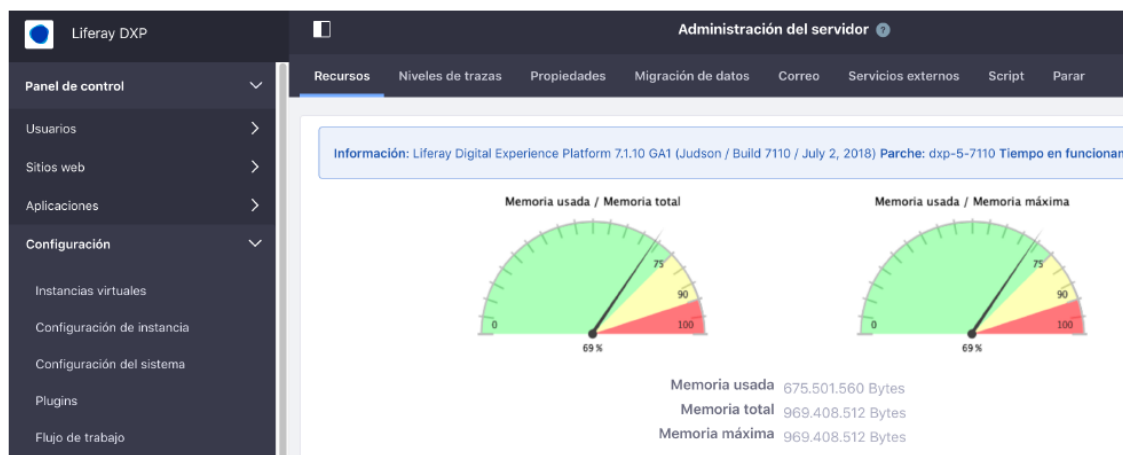 Liferay DXP
Administración del servidor ?
Panel de control
Recursos Niveles de trazas Propiedades Migración de datos Correo Servicios externos Script Parar
Usuarios
Sitios web
Aplicaciones
Configuración
Instancias virtuales
Configuración de instancia
Configuración del sistema
Plugins
Flujo de trabajo
Información: Liferay Digital Experience Platform 7.1.10 GA1 (Judson / Build 7110 / July 2, 2018) Parche: dxp-5-7110 Tiempo en funcionam
Memoria usada / Memoria total
0 75 90 100
69 %
Memoria usada / Memoria máxima
0 75 90 100
69 %
Memoria usada 675.501.560 Bytes
Memoria total 969.408.512 Bytes
Memoria máxima 969.408.512 Bytes